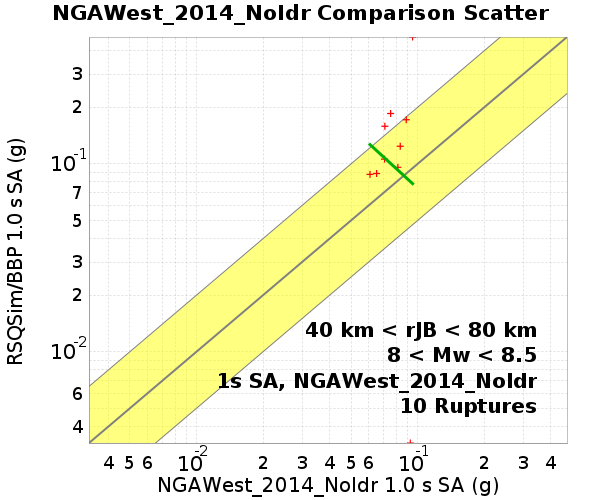 NGAWest_2014_NoIdr Comparison Scatter
RSQSim/BBP 1.0 s SA (g)
3
2
10-1
7
5
3
2
10-2
6
4
40 km < rJB < 80 km
8 < Mw < 8.5
1s SA, NGAWest_2014_NoIdr
10 Ruptures
4 5 6 10-2 2 3 4 5 6 10-1 2 3 4
NGAWest_2014_NoIdr 1.0 s SA (g)